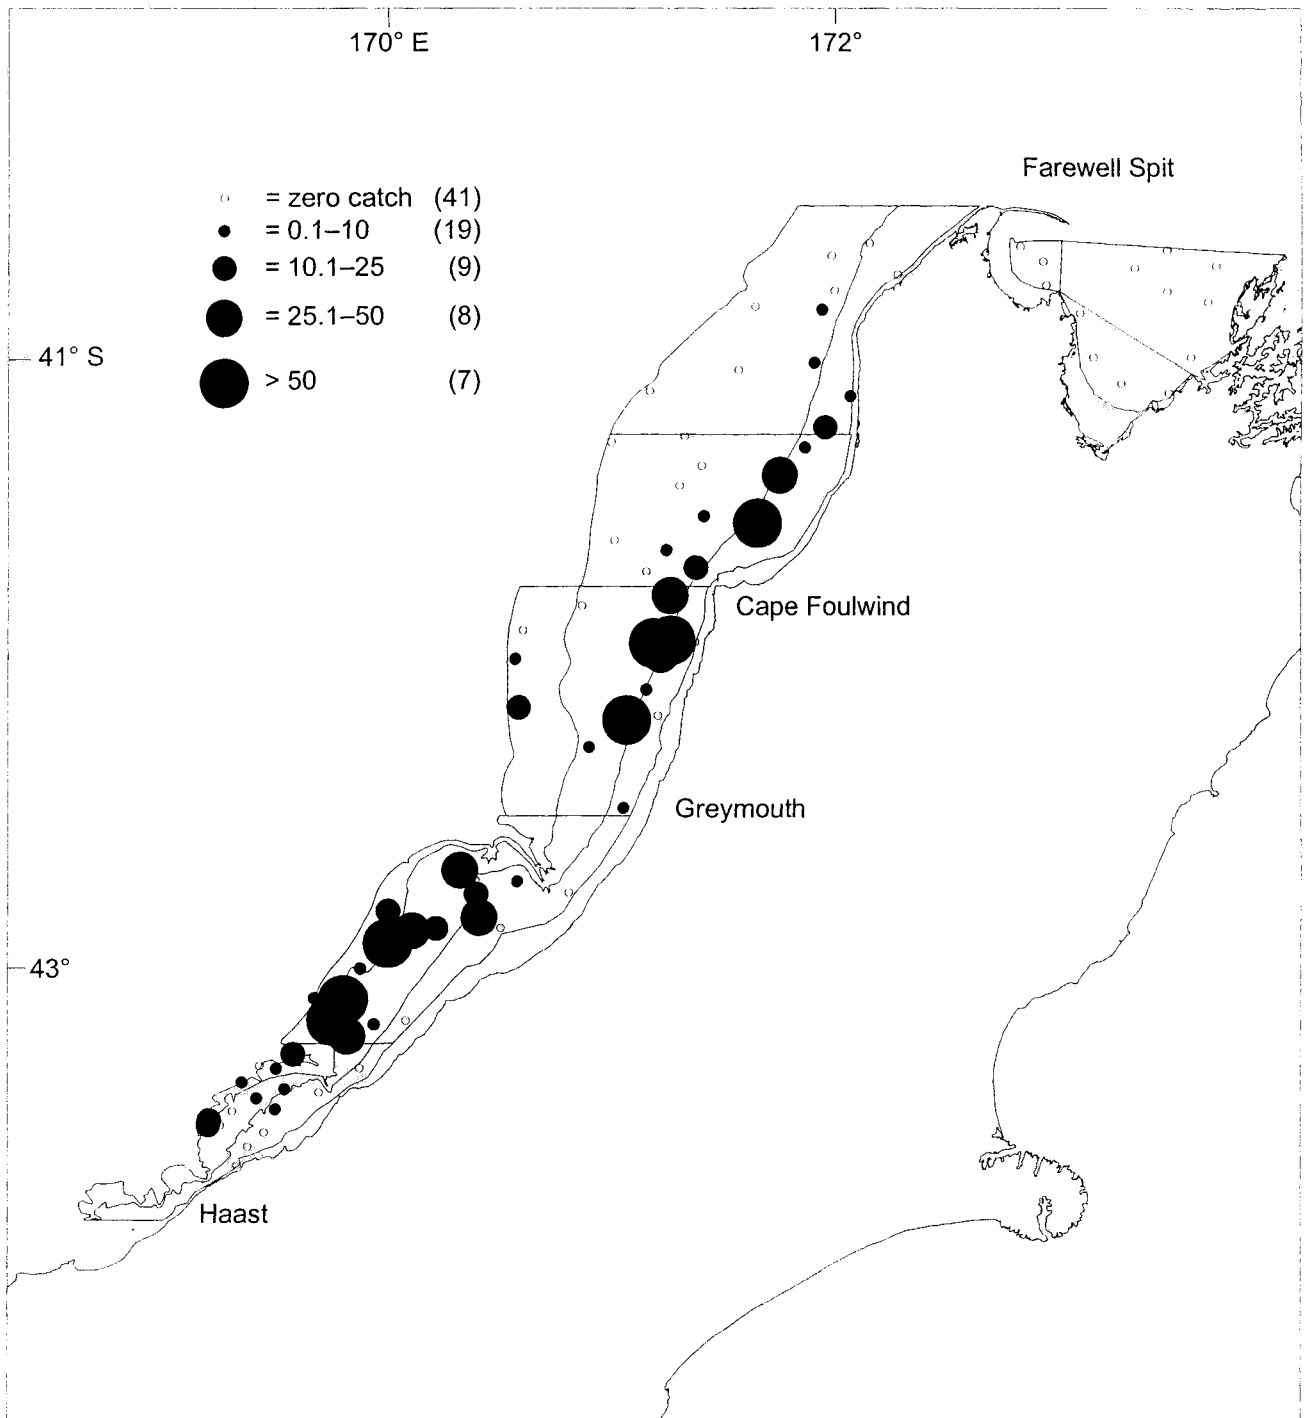 170° E
172°
Farewell Spit
= zero catch (41)
= 0.1–10 (19)
= 10.1–25 (9)
= 25.1–50 (8)
> 50 (7)
41° S
Cape Foulwind
Greymouth
43°
Haast